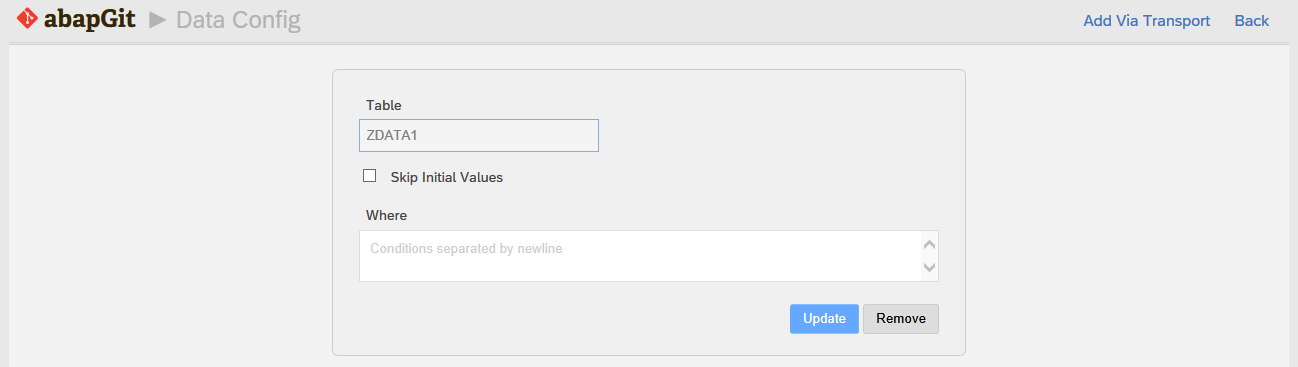 abapGit ▶ Data Config
Add Via Transport Back
Table
ZDATA1
Skip Initial Values
Where
Conditions separated by newline
Update Remove